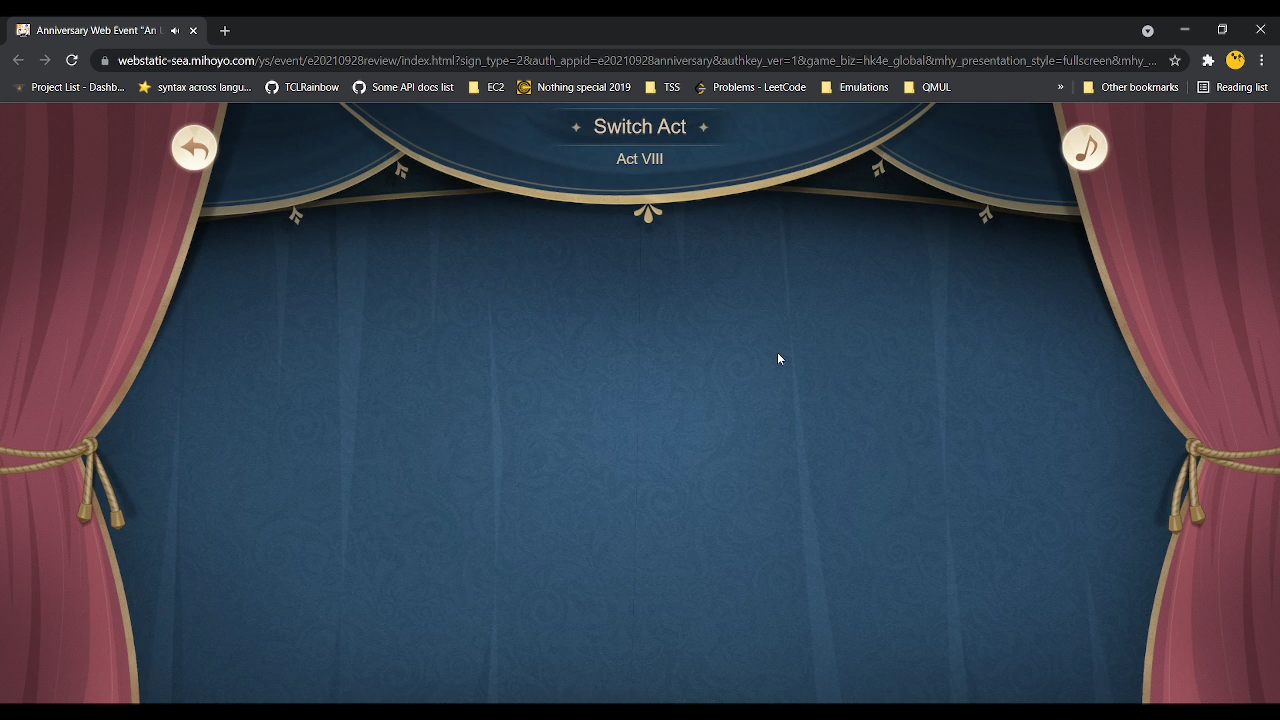 Anniversary Web Event "An
webstatic-sea.mihoyo.com/ys/event/e20210928review/index.html?sign_type=2&auth_appid=e20210928anniversary&authkey_ver=1&game_biz=hk4e_global&mhy_presentation_style=fullscreen&mhy_...
Project List - Dashb... syntax across langu... TCLRainbow Some API docs list EC2 Nothing special 2019 TSS Problems - LeetCode Emulations QMUL » Other bookmarks Reading list
Switch Act
Act VIII